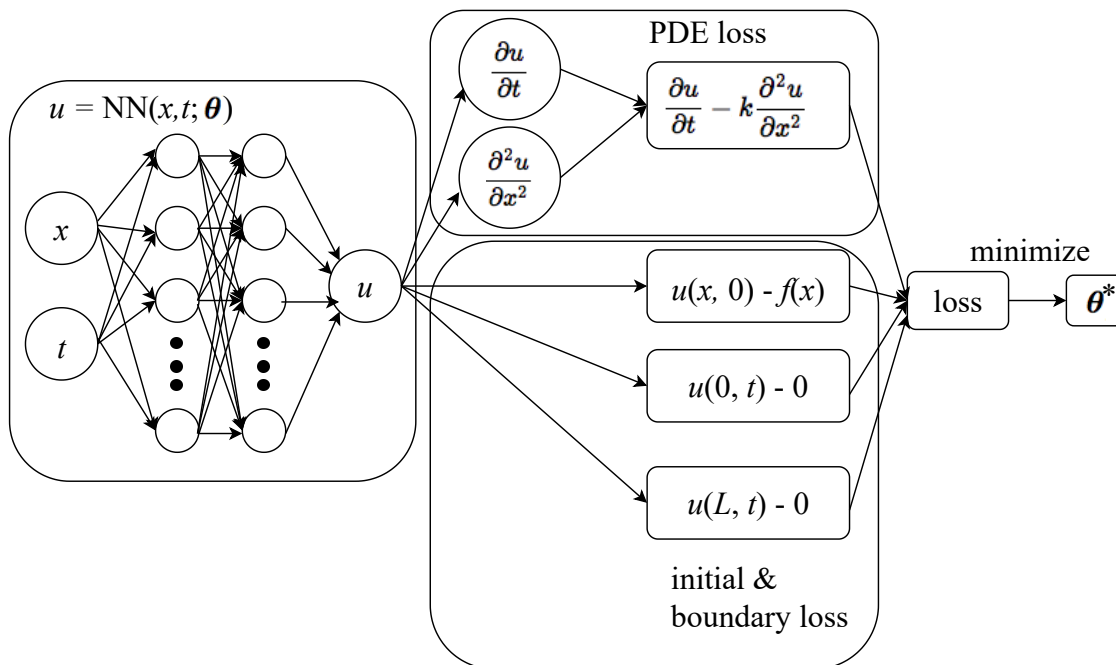 PDE loss
u = NN(x,t; θ)
∂u/∂t
∂u/∂t − k ∂²u/∂x²
∂²u/∂x²
x
t
u
u(x, 0) - f(x)
u(0, t) - 0
u(L, t) - 0
initial &
boundary loss
minimize
loss
θ*